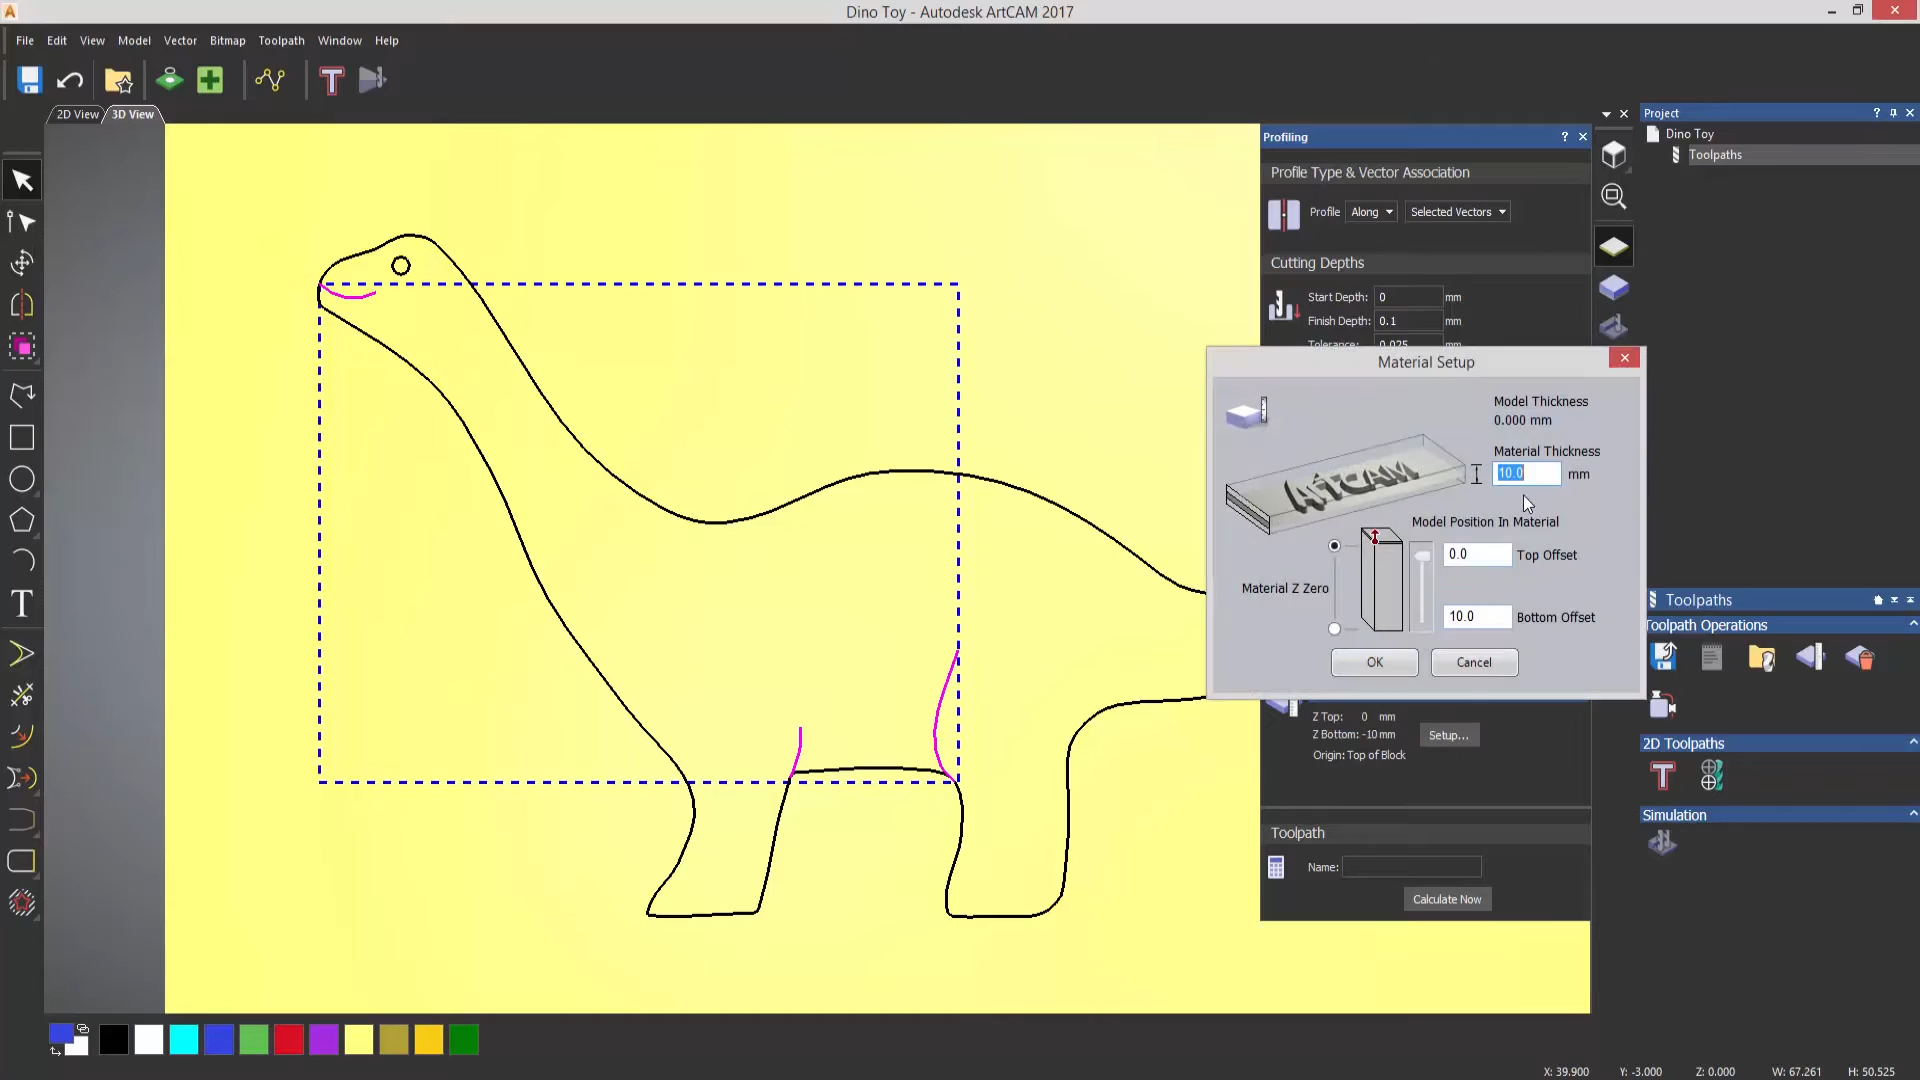 Dino Toy - Autodesk ArtCAM 2017
File Edit View Model Vector Bitmap Toolpath Window Help
2D View 3D View
Profiling
Profile Type & Vector Association
Profile Along Selected Vectors
Cutting Depths
Start Depth: 0 mm
Finish Depth: 0.1 mm
Tolerance: 0.025 mm
Material Setup
Model Thickness
0.000 mm
Material Thickness
10.0 mm
ArtCAM
Model Position In Material
0.0 Top Offset
Material Z Zero
10.0 Bottom Offset
OK Cancel
Z Top: 0 mm
Z Bottom: -10 mm
Setup...
Origin: Top of Block
Toolpath
Name:
Calculate Now
Project
Dino Toy
Toolpaths
Toolpaths
Toolpath Operations
2D Toolpaths
Simulation
X: 39.900 Y: -3.000 Z: 0.000 W: 67.261 H: 50.525